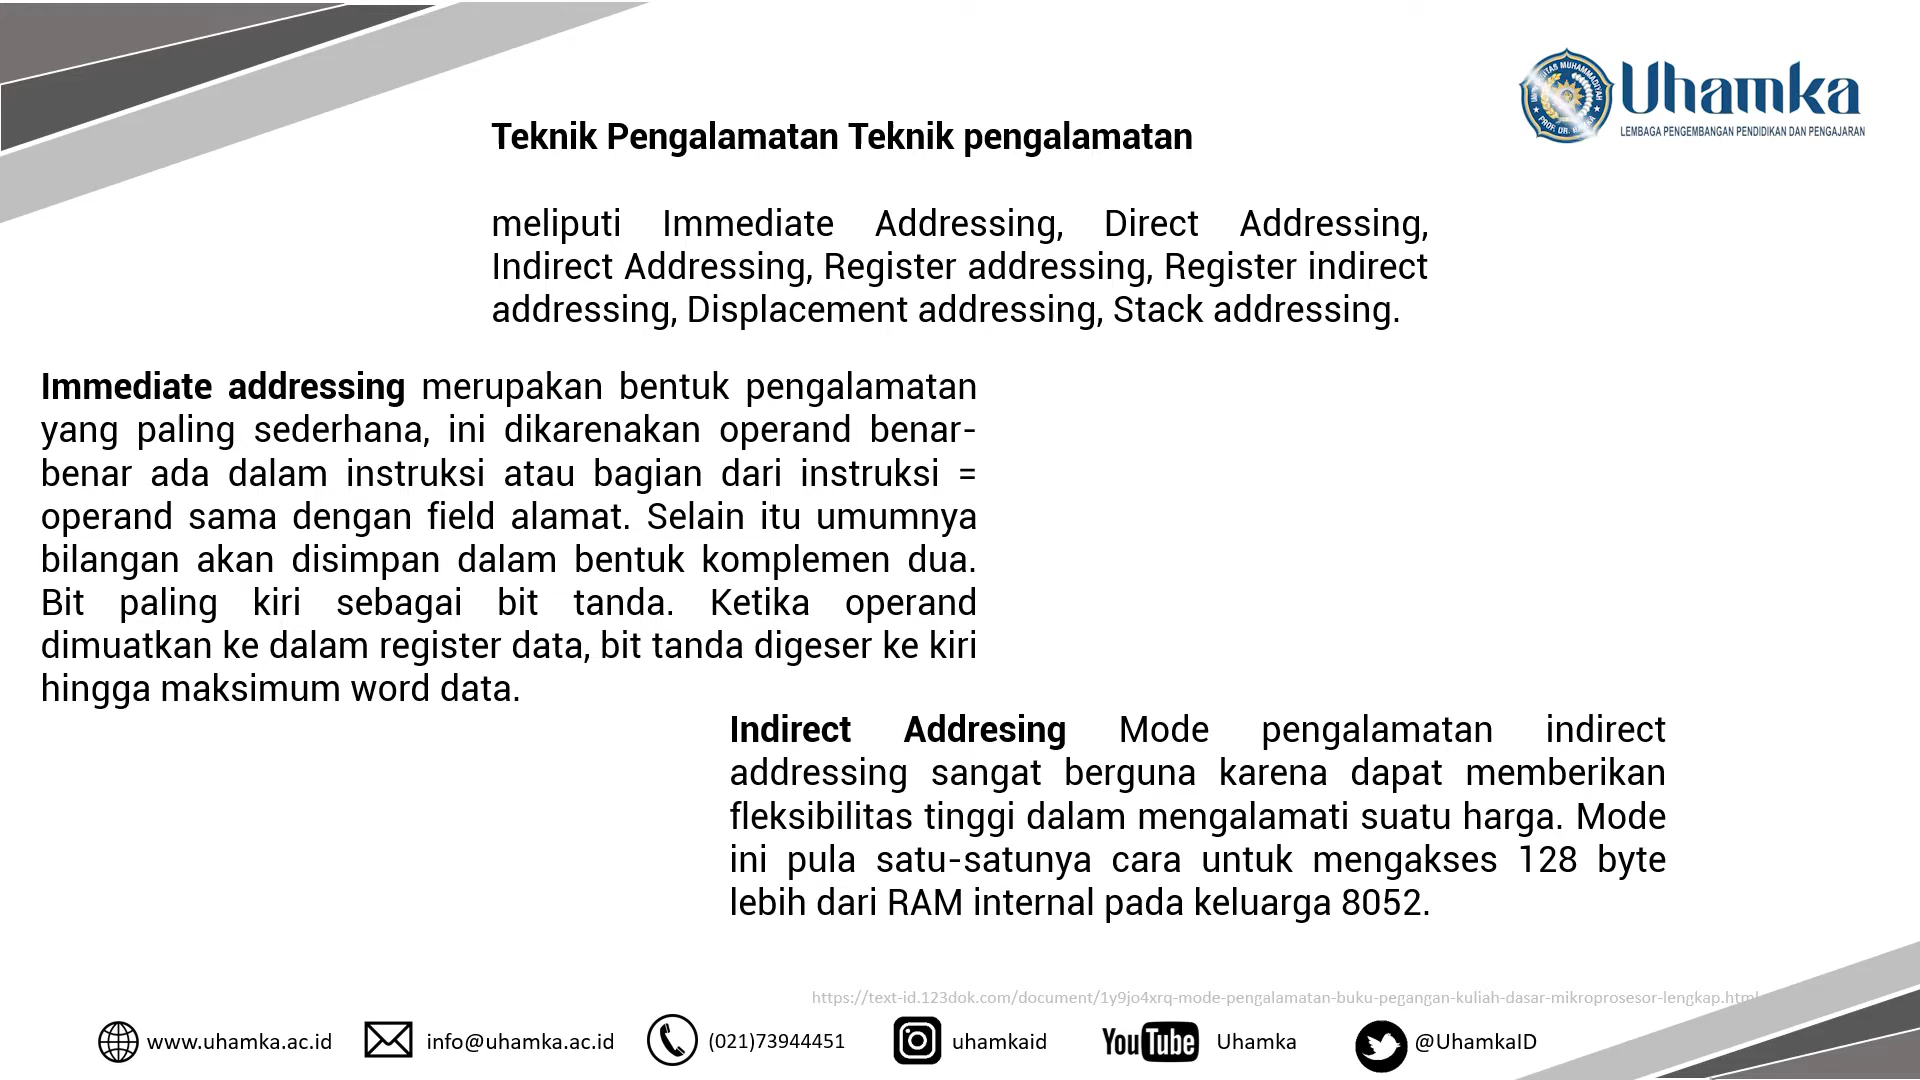 Uhamka
LEMBAGA PENGEMBANGAN PENDIDIKAN DAN PENGAJARAN
Teknik Pengalamatan Teknik pengalamatan
meliputi Immediate Addressing, Direct Addressing,
Indirect Addressing, Register addressing, Register indirect
addressing, Displacement addressing, Stack addressing.
Immediate addressing merupakan bentuk pengalamatan
yang paling sederhana, ini dikarenakan operand benar-
benar ada dalam instruksi atau bagian dari instruksi =
operand sama dengan field alamat. Selain itu umumnya
bilangan akan disimpan dalam bentuk komplemen dua.
Bit paling kiri sebagai bit tanda. Ketika operand
dimuatkan ke dalam register data, bit tanda digeser ke kiri
hingga maksimum word data.
Indirect Addresing Mode pengalamatan indirect
addressing sangat berguna karena dapat memberikan
fleksibilitas tinggi dalam mengalamati suatu harga. Mode
ini pula satu-satunya cara untuk mengakses 128 byte
lebih dari RAM internal pada keluarga 8052.
https://text-id.123dok.com/document/1y9jo4xrq-mode-pengalamatan-buku-pegangan-kuliah-dasar-mikroprosesor-lengkap.html
www.uhamka.ac.id info@uhamka.ac.id (021)73944451 uhamkaid YouTube Uhamka @UhamkaID